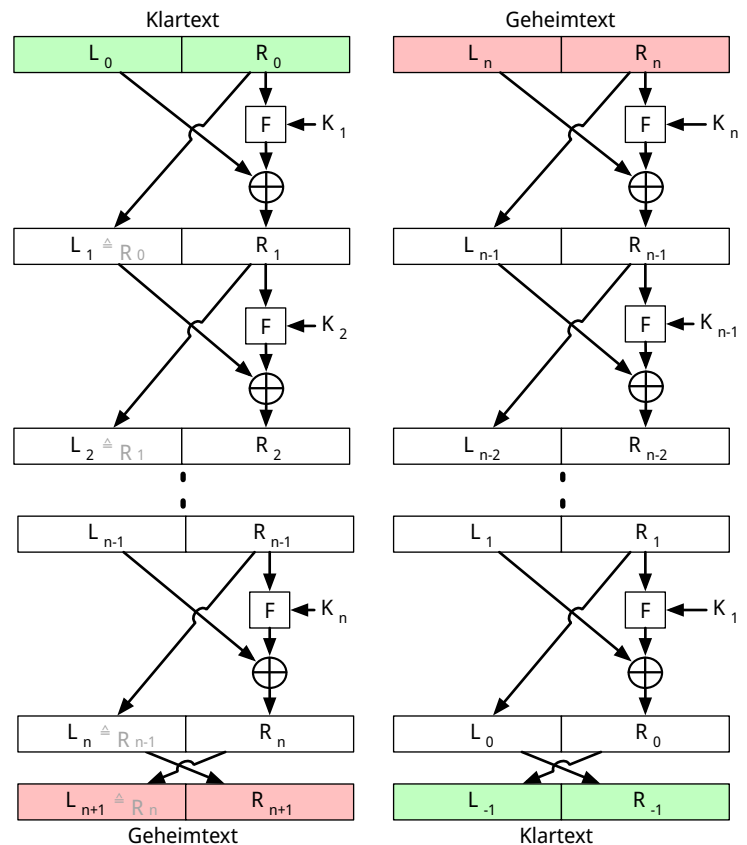 Klartext
L 0 R 0
F K 1
L 1 ≙ R 0 R 1
F K 2
L 2 ≙ R 1 R 2
L n-1 R n-1
F K n
L n ≙ R n-1 R n
L n+1 ≙ R n R n+1
Geheimtext
Geheimtext
L n R n
F K n
L n-1 R n-1
F K n-1
L n-2 R n-2
L 1 R 1
F K 1
L 0 R 0
L -1 R -1
Klartext